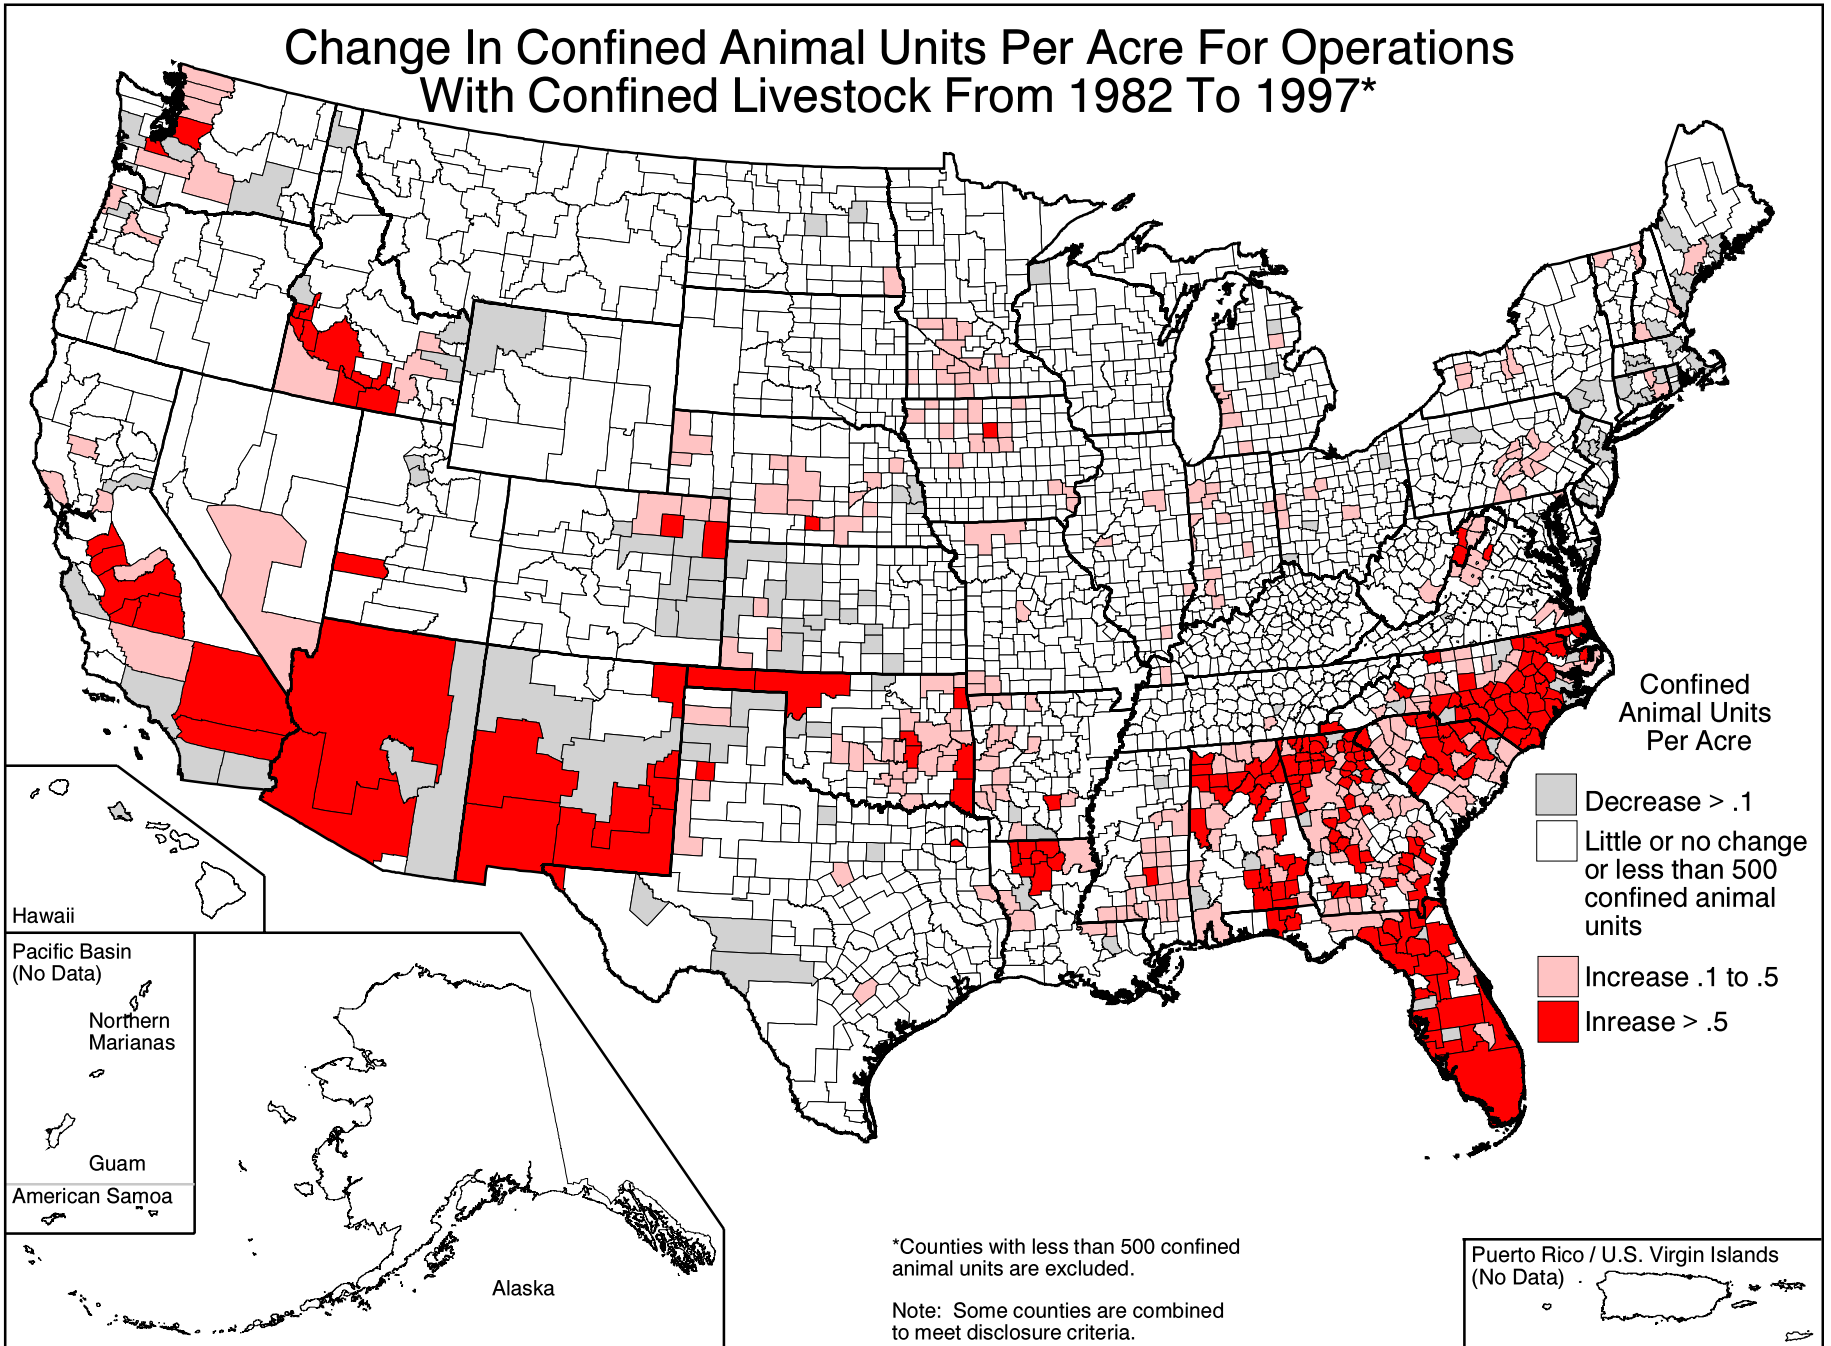 Change In Confined Animal Units Per Acre For Operations
With Confined Livestock From 1982 To 1997*
Confined
Animal Units
Per Acre
Decrease > .1
Little or no change
or less than 500
confined animal
units
Increase .1 to .5
Inrease > .5
Hawaii
Pacific Basin
(No Data)
Northern
Marianas
Guam
American Samoa
Alaska
*Counties with less than 500 confined
animal units are excluded.
Note:  Some counties are combined
to meet disclosure criteria.
Puerto Rico / U.S. Virgin Islands
(No Data)